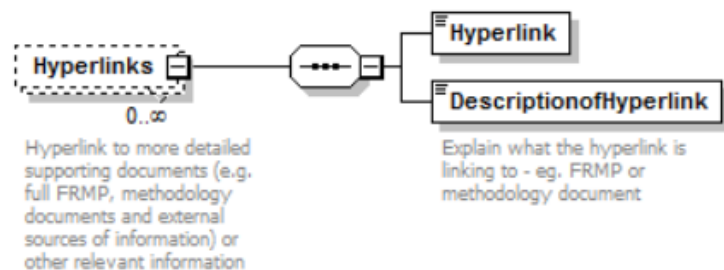 Hyperlinks
0..∞
Hyperlink to more detailed
supporting documents (e.g.
full FRMP, methodology
documents and external
sources of information) or
other relevant information
Hyperlink
DescriptionofHyperlink
Explain what the hyperlink is
linking to - eg. FRMP or
methodology document